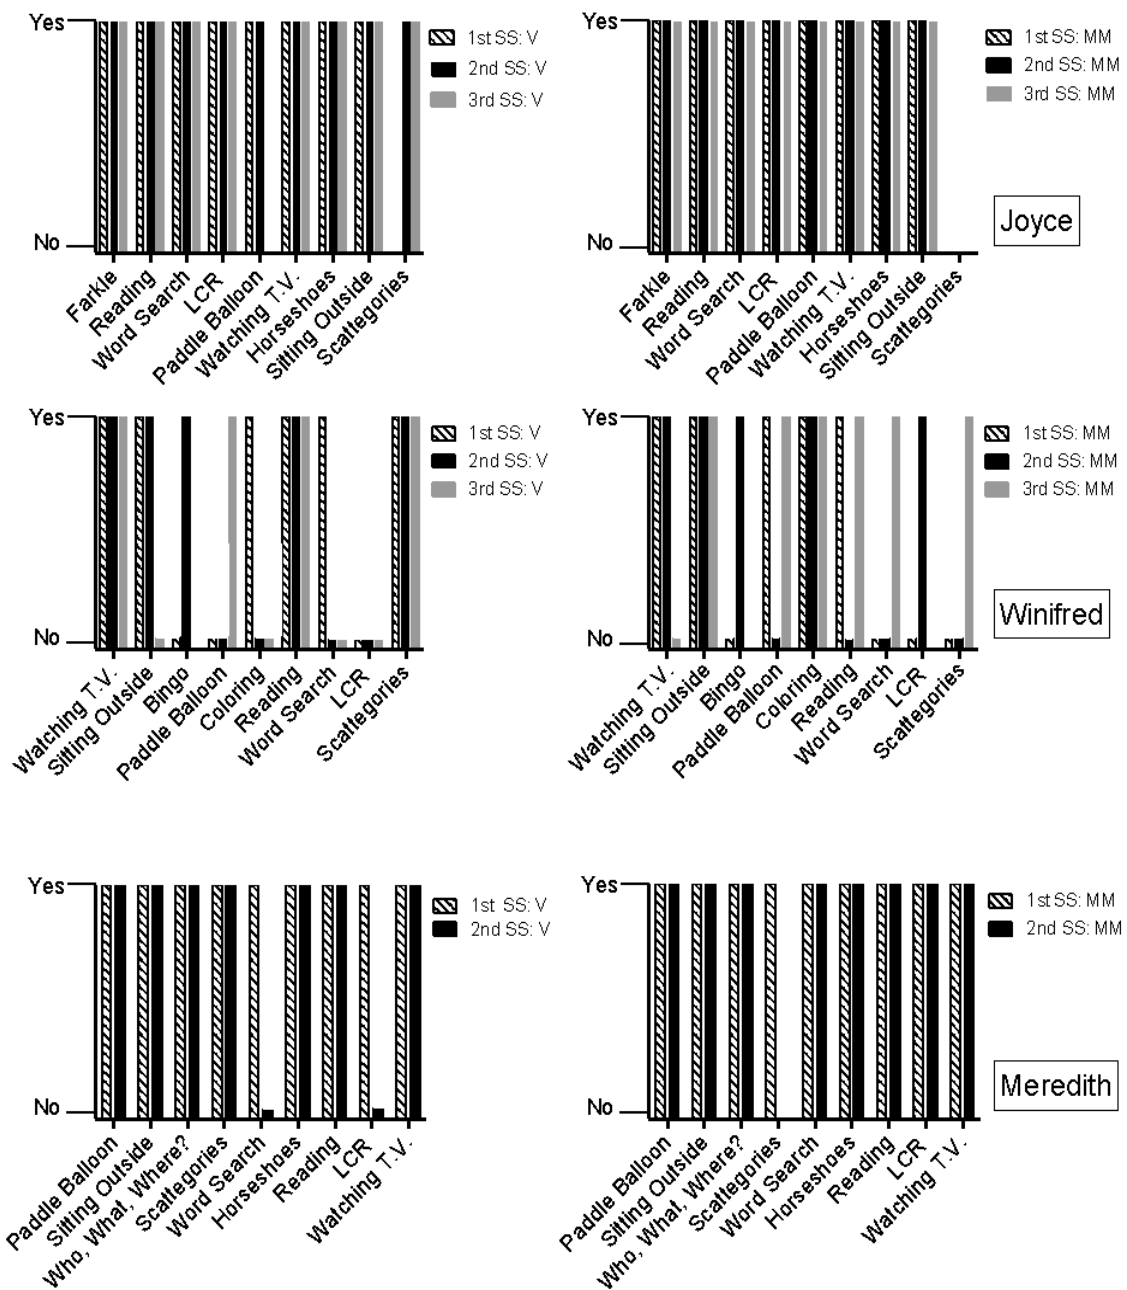 Yes
No
1st SS: V
2nd SS: V
3rd SS: V
Farkle
Reading
Word Search
LCR
Paddle Balloon
Watching T.V.
Horseshoes
Sitting Outside
Scattegories
Yes
No
1st SS: MM
2nd SS: MM
3rd SS: MM
Joyce
Farkle
Reading
Word Search
LCR
Paddle Balloon
Watching T.V.
Horseshoes
Sitting Outside
Scattegories
Yes
No
1st SS: V
2nd SS: V
3rd SS: V
Watching T.V.
Sitting Outside
Bingo
Paddle Balloon
Coloring
Reading
Word Search
LCR
Scattegories
Yes
No
1st SS: MM
2nd SS: MM
3rd SS: MM
Winifred
Watching T.V.
Sitting Outside
Bingo
Paddle Balloon
Coloring
Reading
Word Search
LCR
Scattegories
Yes
No
1st SS: V
2nd SS: V
Paddle Balloon
Sitting Outside
Who, What, Where?
Scattegories
Word Search
Horseshoes
Reading
LCR
Watching T.V.
Yes
No
1st SS: MM
2nd SS: MM
Meredith
Paddle Balloon
Sitting Outside
Who, What, Where?
Scattegories
Word Search
Horseshoes
Reading
LCR
Watching T.V.